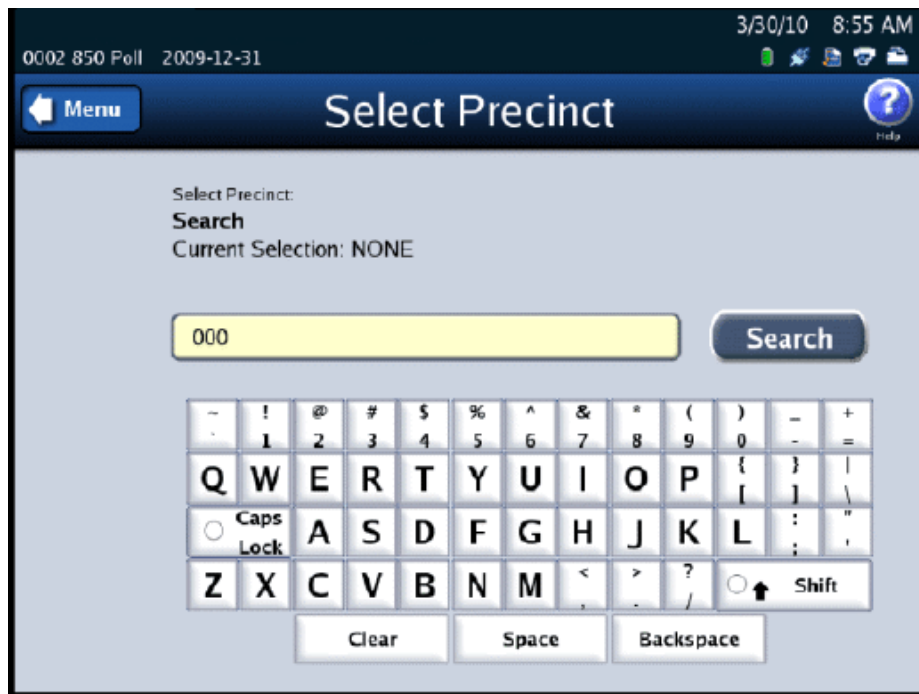 3/30/10 8:55 AM
0002 850 Poll 2009-12-31
Menu
Select Precinct
Help
Select Precinct:
Search
Current Selection: NONE
000
Search
~ ! @ # $ % ^ & * ( ) _ +
` 1 2 3 4 5 6 7 8 9 0 - =
Q W E R T Y U I O P { } |
[ ] \
Caps Lock A S D F G H J K L : "
; '
Z X C V B N M < > ? Shift
, . /
Clear Space Backspace